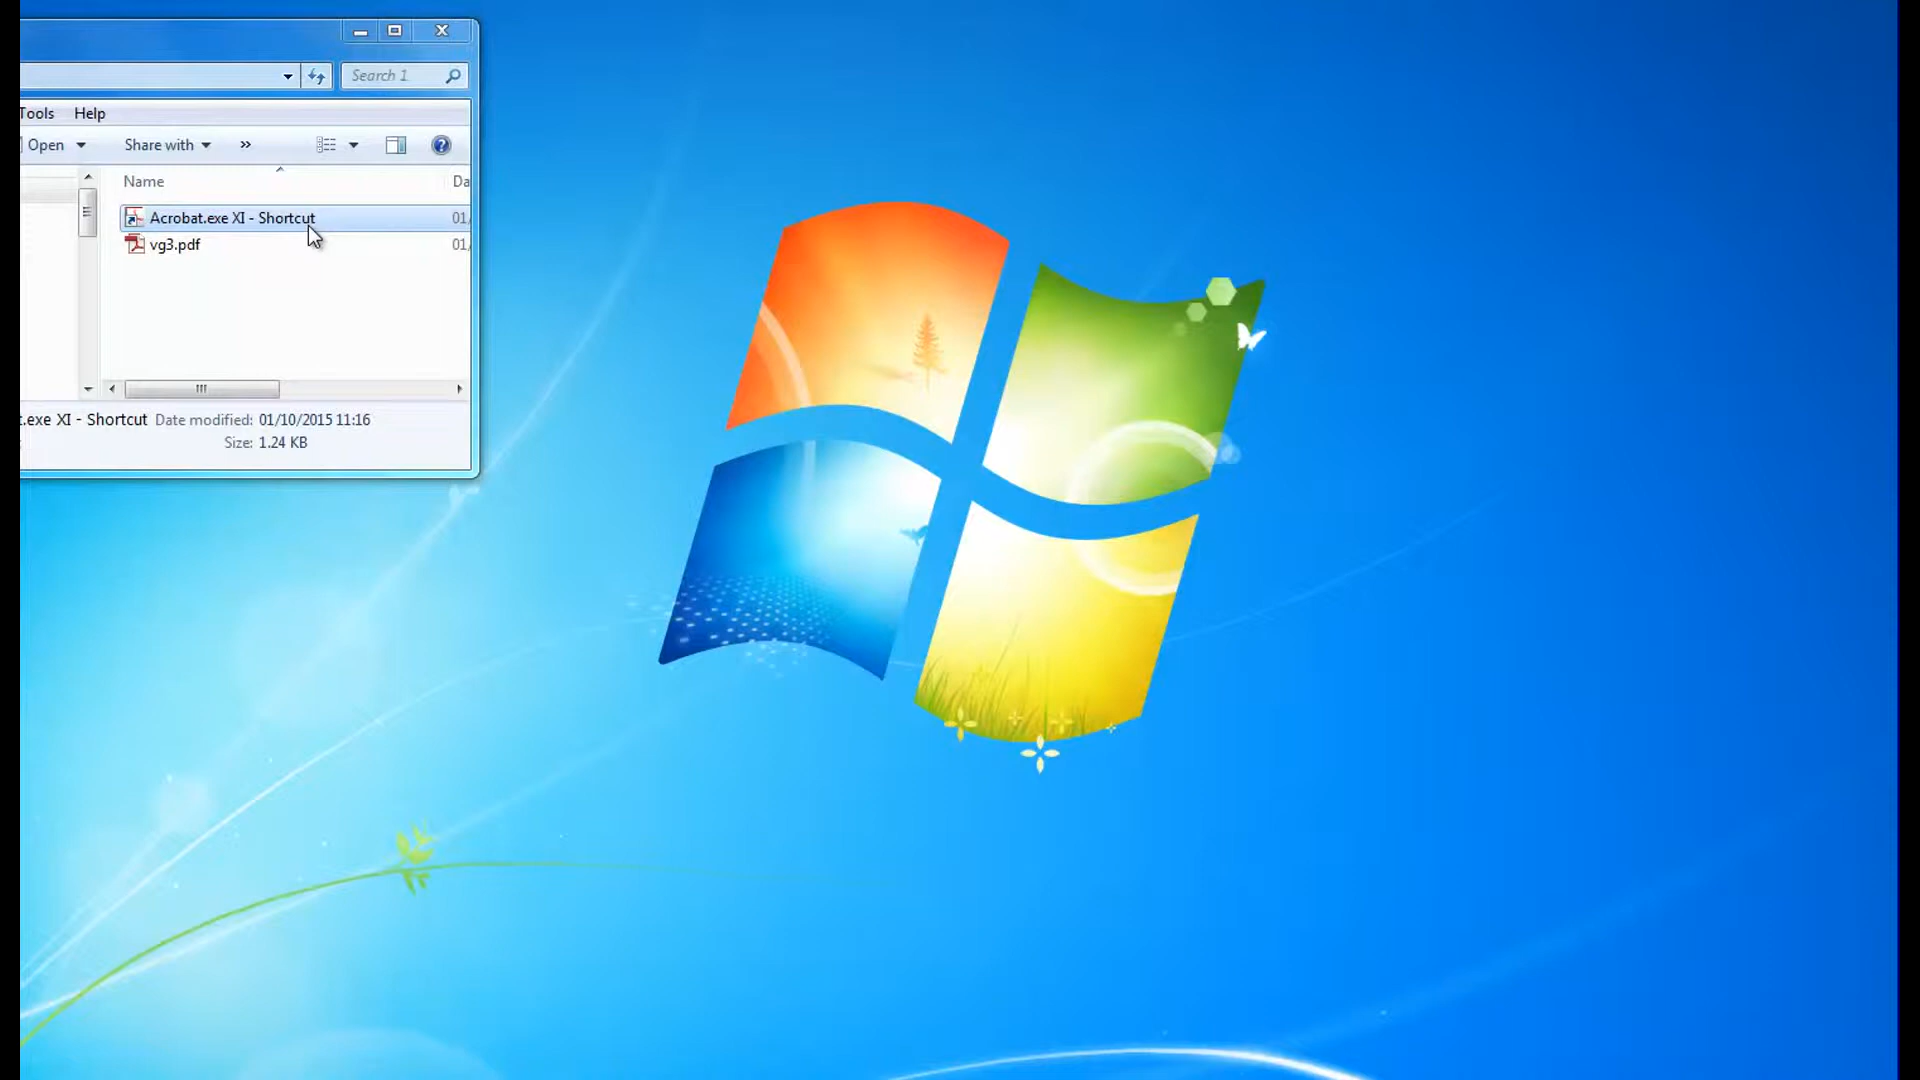 Search 1
Tools Help
Open Share with »
Name Da
Acrobat.exe XI - Shortcut 01/
vg3.pdf 01/
t.exe XI - Shortcut Date modified: 01/10/2015 11:16
Size: 1.24 KB